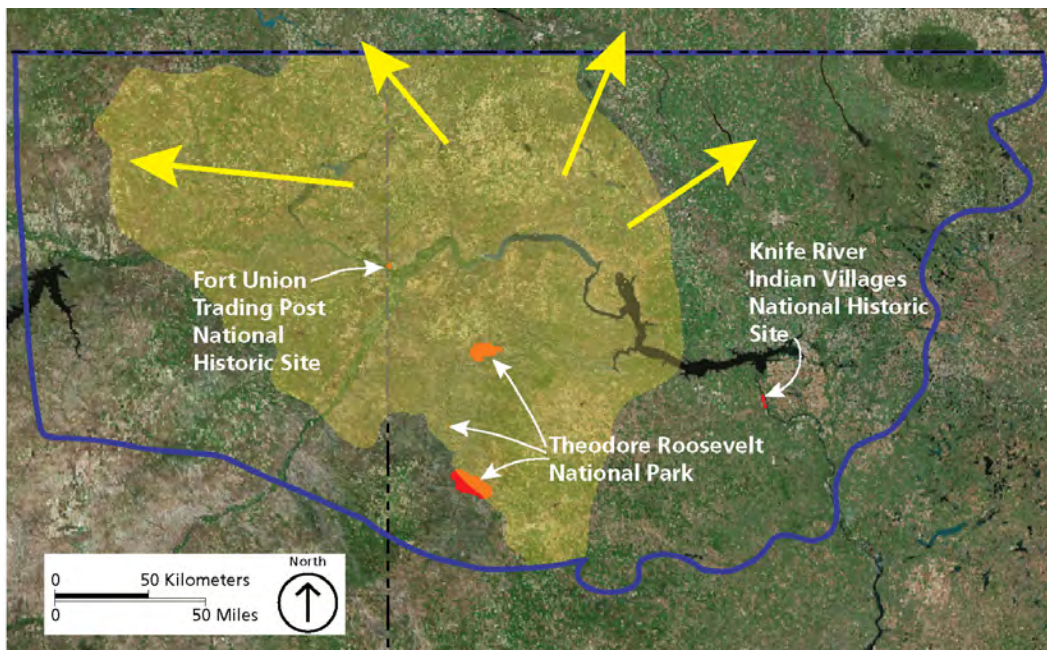 Fort Union
Trading Post
National
Historic Site
Knife River
Indian Villages
National Historic
Site
Theodore Roosevelt
National Park
North
0 50 Kilometers
0 50 Miles